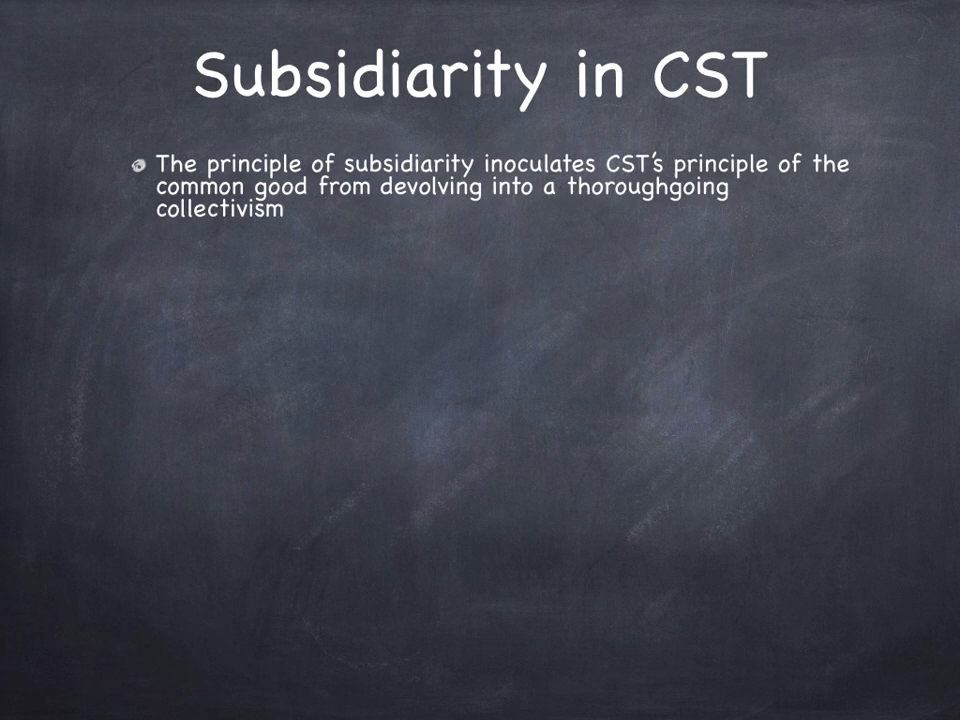 Subsidiarity in CST
The principle of subsidiarity inoculates CST's principle of the
common good from devolving into a thoroughgoing
collectivism